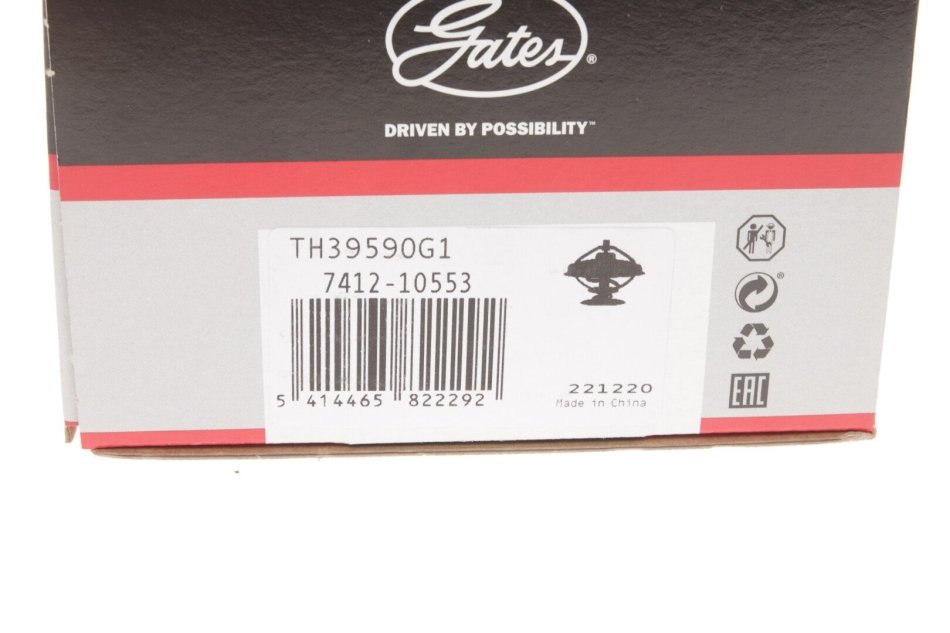 Gates®
DRIVEN BY POSSIBILITY™
TH39590G1
7412-10553
5 414465 822292
221220
Made in China
®
EAC